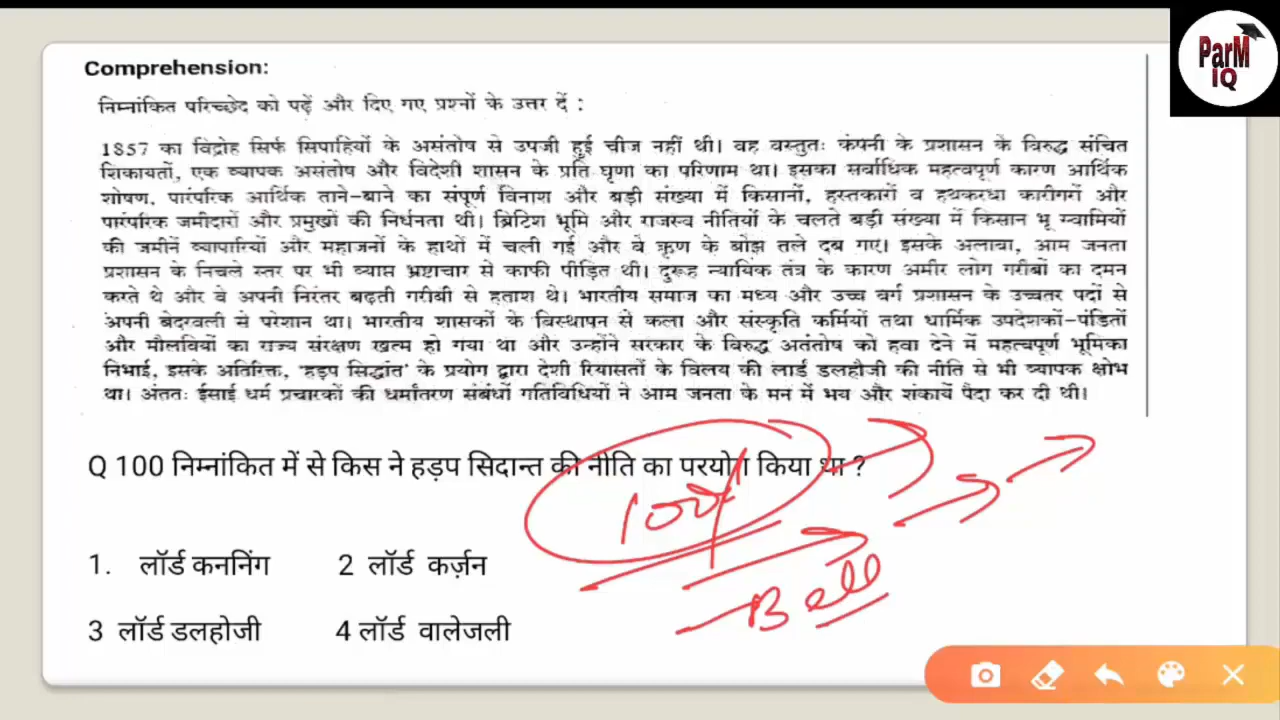 ParM
IQ
Comprehension:
निम्नांकित परिच्छेद को पढ़ें और दिए गए प्रश्नों के उत्तर दें :
1857 का विद्रोह सिर्फ सिपाहियों के असंतोष से उपजी हुई चीज नहीं थी। वह वस्तुतः कंपनी के प्रशासन के विरुद्ध संचित
शिकायतों, एक व्यापक असंतोष और विदेशी शासन के प्रति घृणा का परिणाम था। इसका सर्वाधिक महत्वपूर्ण कारण आर्थिक
शोषण, पारंपरिक आर्थिक ताने-बाने का संपूर्ण विनाश और बड़ी संख्या में किसानों, हस्तकारों व हथकरधा कारीगरों और
पारंपरिक जमीदारों और प्रमुखों की निर्धनता थी। ब्रिटिश भूमि और राजस्व नीतियों के चलते बड़ी संख्या में किसान भू स्वामियों
की जमीनें व्यापारियों और महाजनों के हाथों में चली गई और वे ऋण के बोझ तले दब गए। इसके अलावा, आम जनता
प्रशासन के निचले स्तर पर भी व्याप्त भ्रष्टाचार से काफी पीड़ित थी। दुरूह न्यायिक तंत्र के कारण अमीर लोग गरीबों का दमन
करते थे और वे अपनी निरंतर बढ़ती गरीबी से हताश थे। भारतीय समाज का मध्य और उच्च वर्ग प्रशासन के उच्चतर पदों से
अपनी बेदखली से परेशान था। भारतीय शासकों के विस्थापन से कला और संस्कृति कर्मियों तथा धार्मिक उपदेशकों-पंडितों
और मौलवियों का राज्य संरक्षण खत्म हो गया था और उन्होंने सरकार के विरुद्ध अतंतोष को हवा देने में महत्वपूर्ण भूमिका
निभाई, इसके अतिरिक्त, 'हड़प सिद्धांत' के प्रयोग द्वारा देशी रियासतों के विलय की लार्ड डलहौजी की नीति से भी व्यापक क्षोभ
था। अंततः ईसाई धर्म प्रचारकों की धर्मांतरण संबंधों गतिविधियों ने आम जनता के मन में भय और शंकायें पैदा कर दी थी।
Q 100 निम्नांकित में से किस ने हड़प सिदान्त की नीति का परयोग किया था ?
100%
Bell
1. लॉर्ड कननिंग 2 लॉर्ड कर्ज़न
3 लॉर्ड डलहोजी 4 लॉर्ड वालेजली